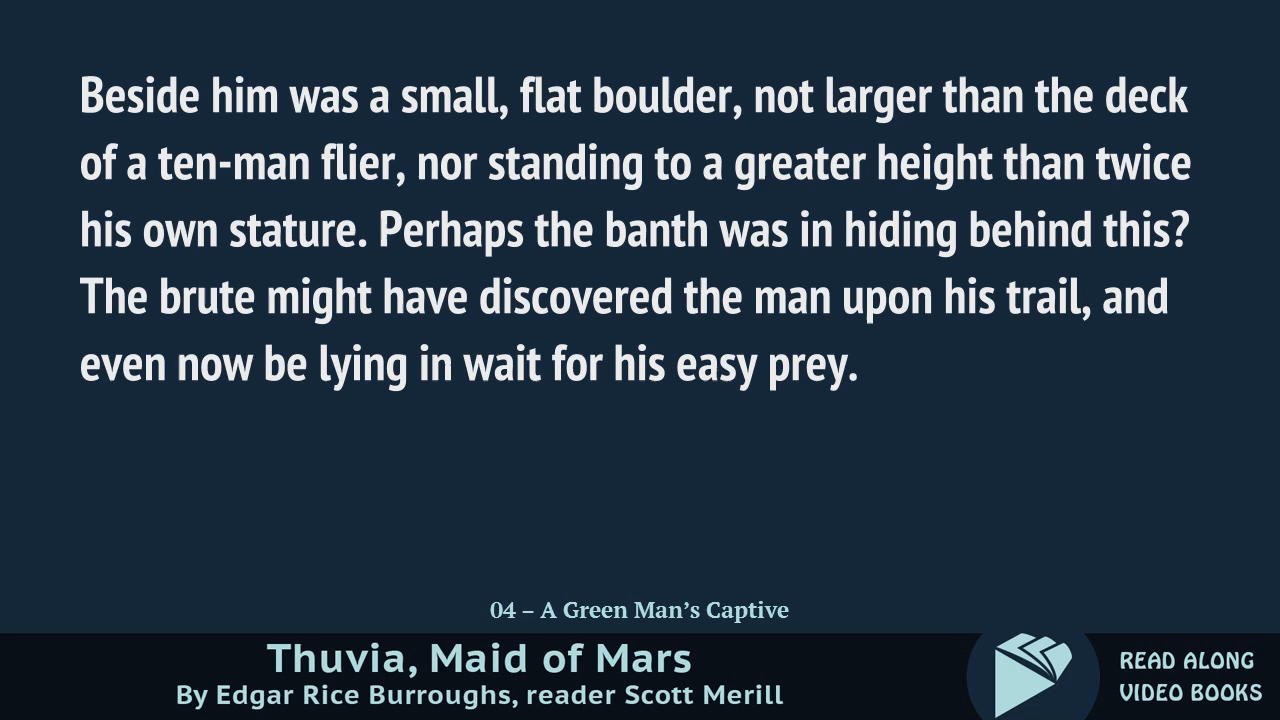 Beside him was a small, flat boulder, not larger than the deck
of a ten-man flier, nor standing to a greater height than twice
his own stature. Perhaps the banth was in hiding behind this?
The brute might have discovered the man upon his trail, and
even now be lying in wait for his easy prey.
04 – A Green Man’s Captive
Thuvia, Maid of Mars
By Edgar Rice Burroughs, reader Scott Merill
READ ALONG
VIDEO BOOKS